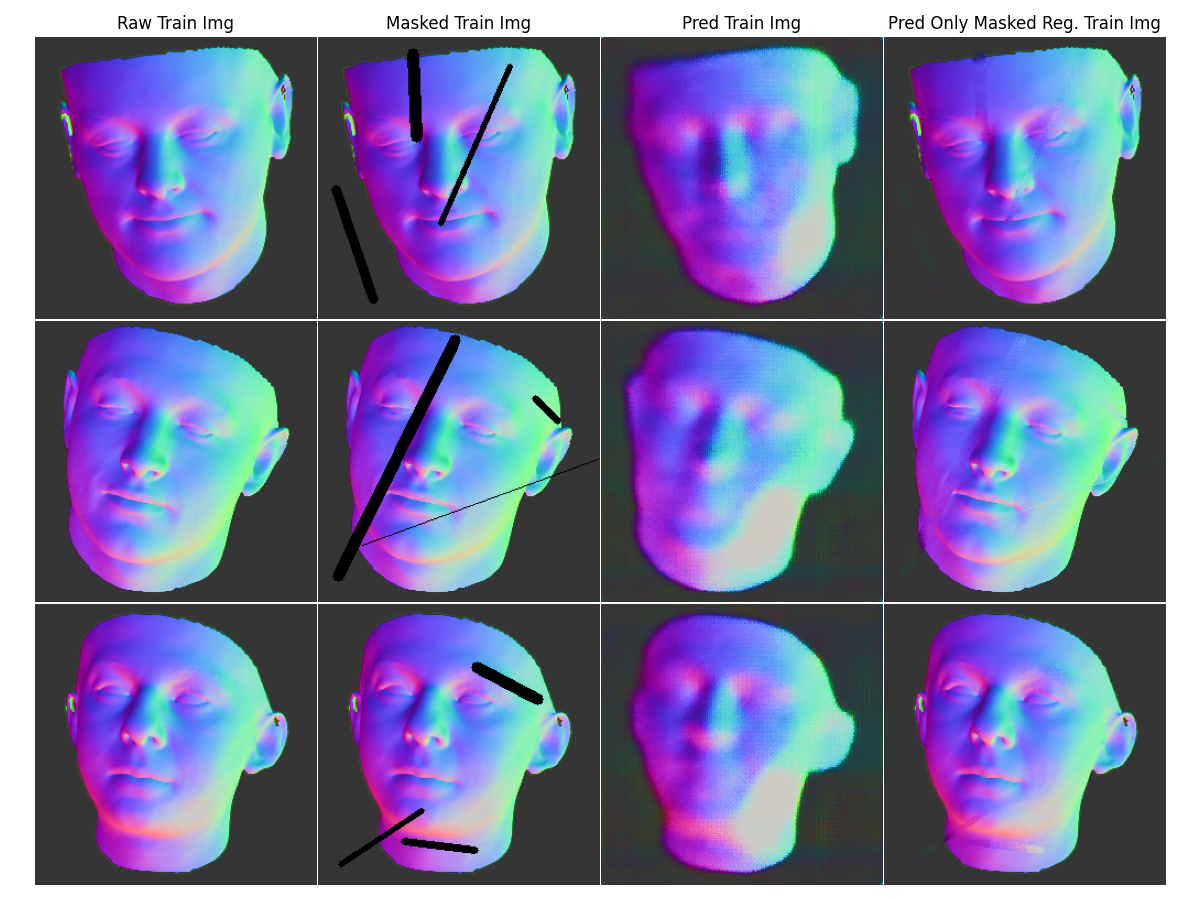 Raw Train Img
Masked Train Img
Pred Train Img
Pred Only Masked Reg. Train Img